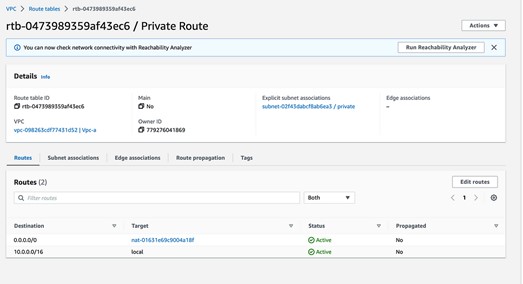 VPC > Route tables > rtb-0473989359af43ec6
rtb-0473989359af43ec6 / Private Route
Actions
You can now check network connectivity with Reachability Analyzer
Run Reachability Analyzer
Details Info
Route table ID
rtb-0473989359af43ec6
Main
No
Explicit subnet associations
subnet-02f43dabcf8ab6ea3 / private
Edge associations
–
VPC
vpc-098263cdf77431d52 | Vpc-a
Owner ID
779276041869
Routes Subnet associations Edge associations Route propagation Tags
Routes (2)
Edit routes
Filter routes
Both
1
Destination Target Status Propagated
0.0.0.0/0 nat-01631e69c9004a18f Active No
10.0.0.0/16 local Active No